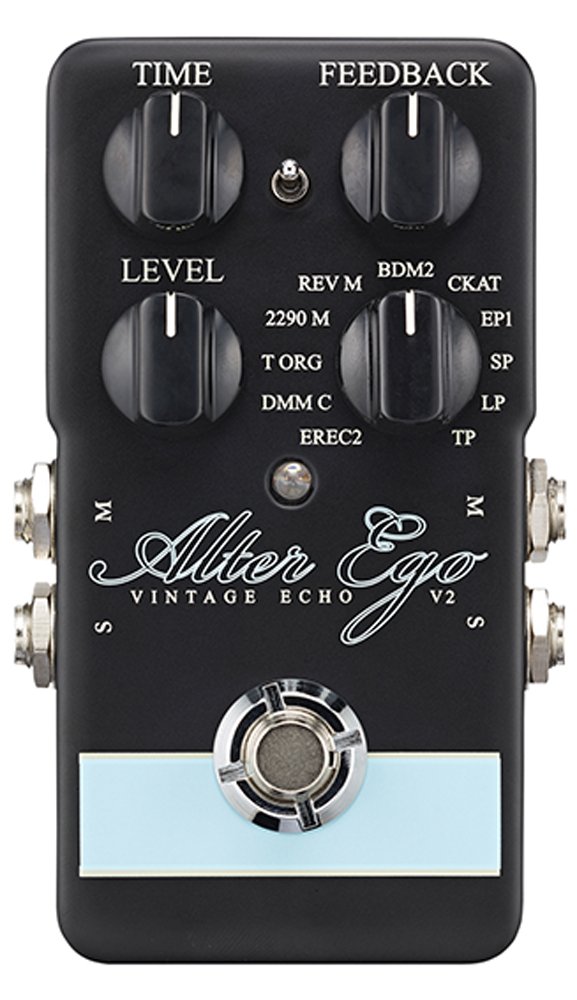 TIME
FEEDBACK
LEVEL
REV M
BDM2
CKAT
2290 M
EP1
T ORG
SP
DMM C
LP
EREC2
TP
M
M
Alter Ego
VINTAGE ECHO V2
S
S